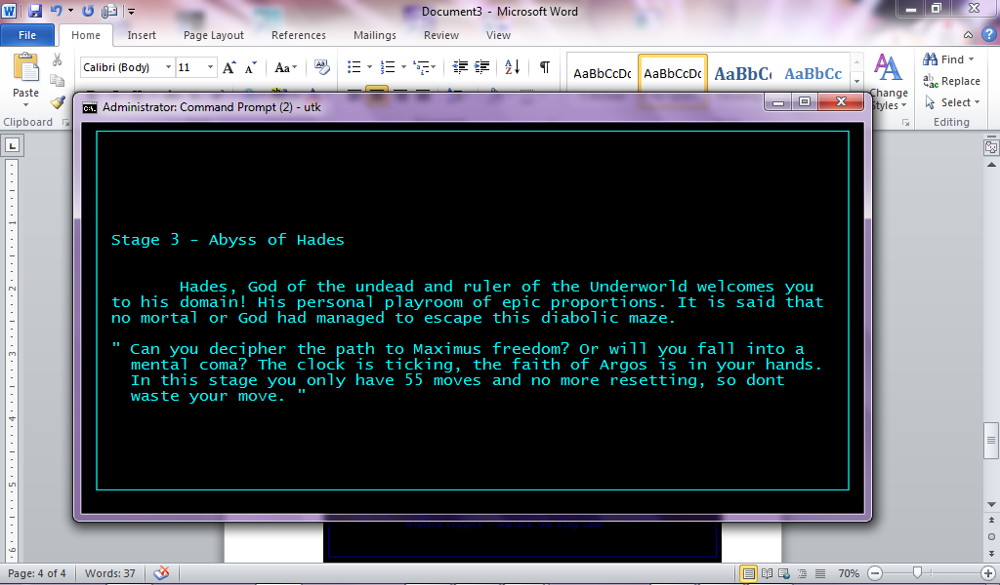 Document3 - Microsoft Word
File Home Insert Page Layout References Mailings Review View
Calibri (Body) 11
Paste
Clipboard
AaBbCcDc AaBbCcDc AaBbC AaBbCc
Change
Styles
Find
Replace
Select
Editing
Administrator: Command Prompt (2) - utk
Stage 3 - Abyss of Hades
Hades, God of the undead and ruler of the Underworld welcomes you
to his domain! His personal playroom of epic proportions. It is said that
no mortal or God had managed to escape this diabolic maze.
" Can you decipher the path to Maximus freedom? Or will you fall into a
mental coma? The clock is ticking, the faith of Argos is in your hands.
In this stage you only have 55 moves and no more resetting, so dont
waste your move. "
Page: 4 of 4 Words: 37 70%